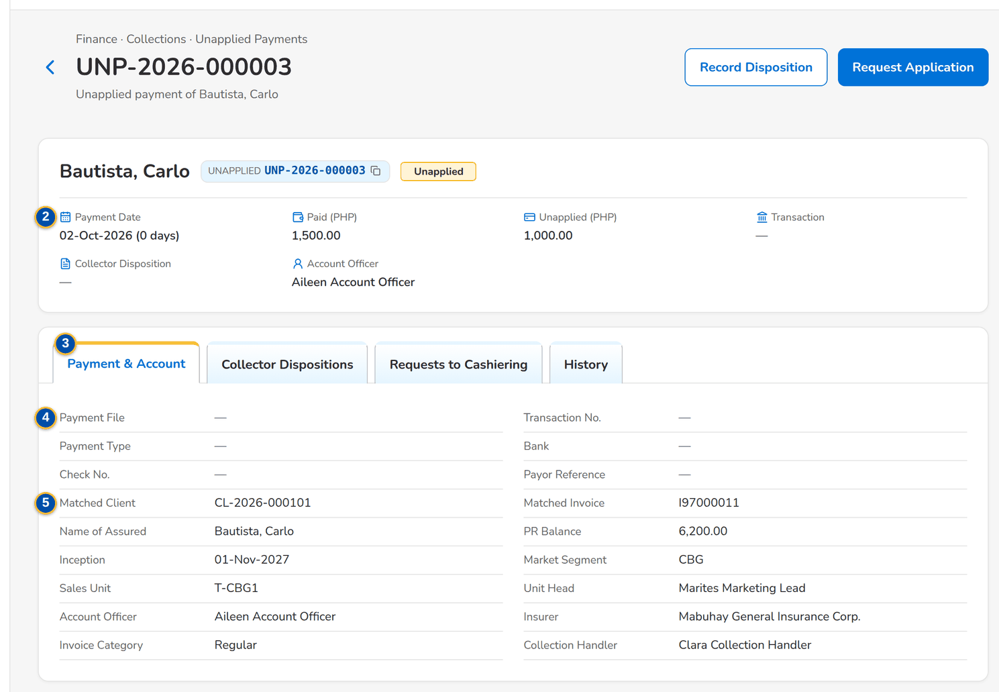 Finance · Collections · Unapplied Payments
UNP-2026-000003
Unapplied payment of Bautista, Carlo
Record Disposition
Request Application
Bautista, Carlo
UNAPPLIED UNP-2026-000003
Unapplied
2
Payment Date
Paid (PHP)
Unapplied (PHP)
Transaction
02-Oct-2026 (0 days)
1,500.00
1,000.00
—
Collector Disposition
Account Officer
—
Aileen Account Officer
3
Payment & Account
Collector Dispositions
Requests to Cashiering
History
4
Payment File —
Transaction No. —
Payment Type —
Bank —
Check No. —
Payor Reference —
5
Matched Client CL-2026-000101
Matched Invoice I97000011
Name of Assured Bautista, Carlo
PR Balance 6,200.00
Inception 01-Nov-2027
Market Segment CBG
Sales Unit T-CBG1
Unit Head Marites Marketing Lead
Account Officer Aileen Account Officer
Insurer Mabuhay General Insurance Corp.
Invoice Category Regular
Collection Handler Clara Collection Handler